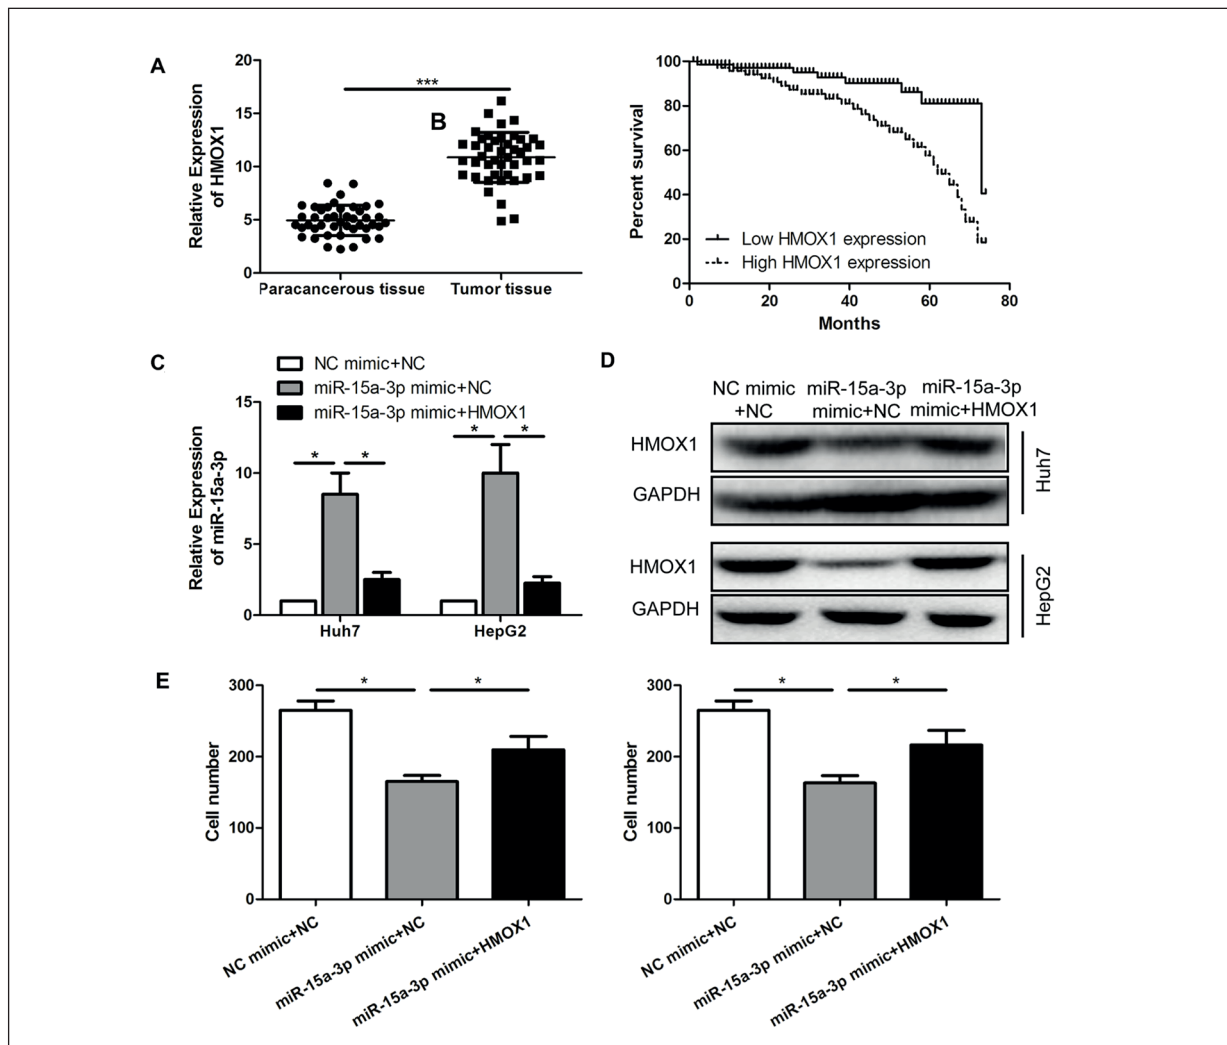 A
Relative Expression
of HMOX1
20
15
10
5
0
***
Paracancerous tissue
Tumor tissue
B
Percent survival
100
80
60
40
20
0
Low HMOX1 expression
High HMOX1 expression
0 20 40 60 80
Months
C
NC mimic+NC
miR-15a-3p mimic+NC
miR-15a-3p mimic+HMOX1
Relative Expression
of miR-15a-3p
15
10
5
0
* * * *
Huh7
HepG2
D
NC mimic
+NC
miR-15a-3p
mimic+NC
miR-15a-3p
mimic+HMOX1
HMOX1
GAPDH
Huh7
HMOX1
GAPDH
HepG2
E
Cell number
300
200
100
0
* *
NC mimic+NC
miR-15a-3p mimic+NC
miR-15a-3p mimic+HMOX1
Cell number
300
200
100
0
* *
NC mimic+NC
miR-15a-3p mimic+NC
miR-15a-3p mimic+HMOX1